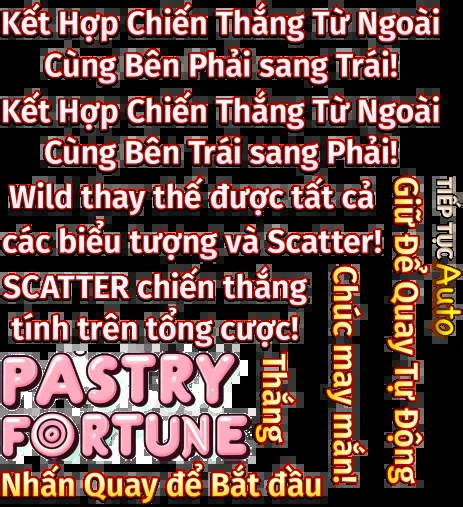 Kết Hợp Chiến Thắng Từ Ngoài
Cùng Bên Phải sang Trái!
Kết Hợp Chiến Thắng Từ Ngoài
Cùng Bên Trái sang Phải!
Wild thay thế được tất cả
các biểu tượng và Scatter!
SCATTER chiến thắng
tính trên tổng cược!
PASTRY
FORTUNE
Nhấn Quay để Bắt đầu
Thắng
Chúc may mắn!
Giữ Để Quay Tự Động
TIẾP TỤC
Auto